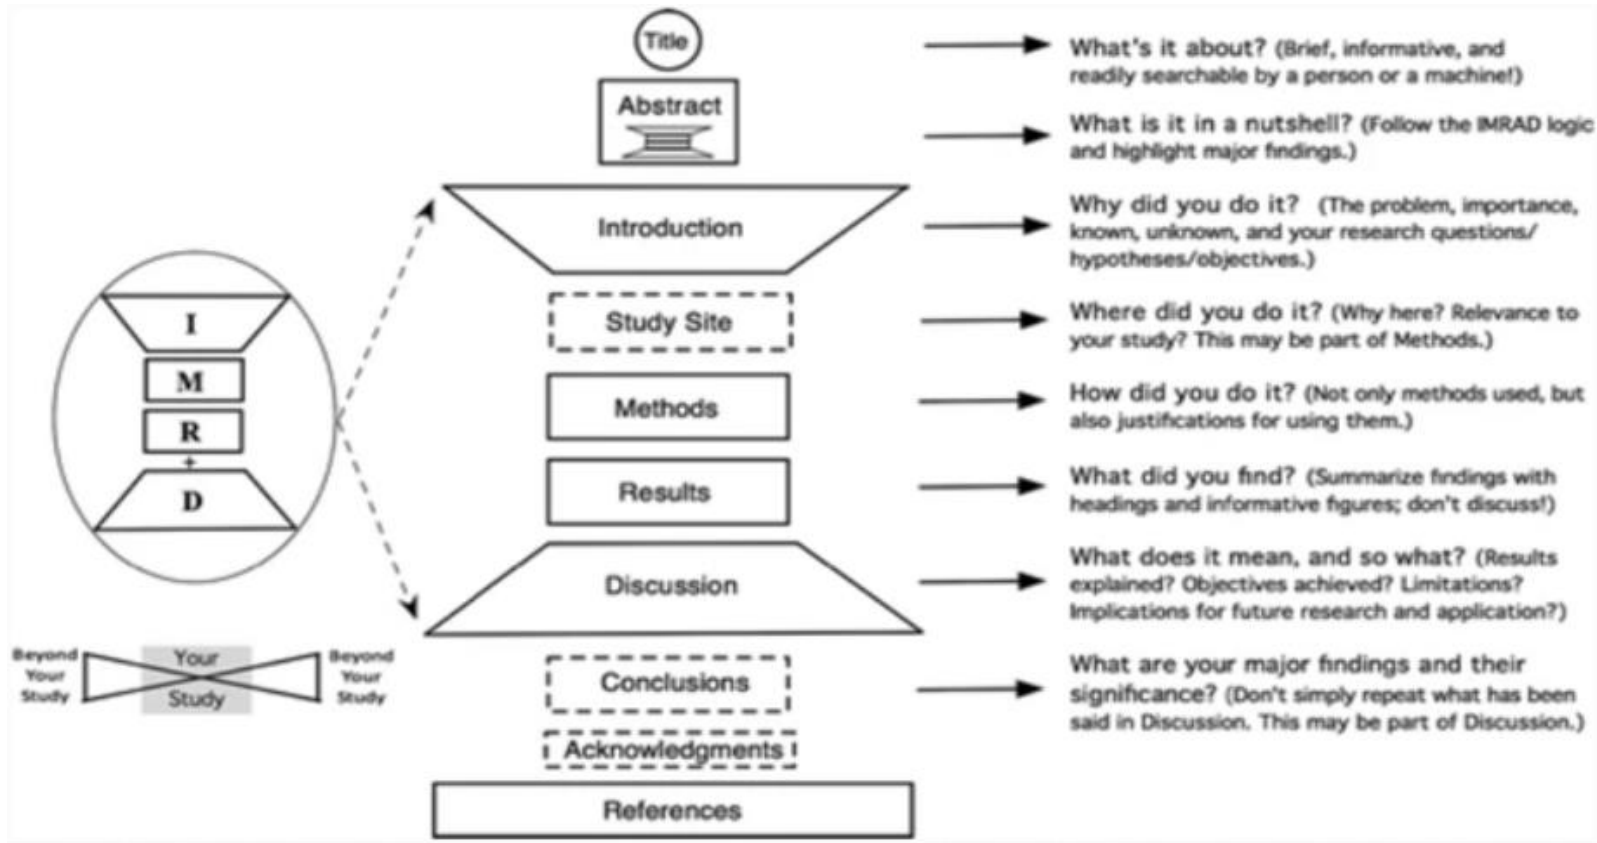 Title
What's it about? (Brief, informative, and
readily searchable by a person or a machine!)
Abstract
What is it in a nutshell? (Follow the IMRAD logic
and highlight major findings.)
Introduction
Why did you do it? (The problem, importance,
known, unknown, and your research questions/
hypotheses/objectives.)
Study Site
Where did you do it? (Why here? Relevance to
your study? This may be part of Methods.)
Methods
How did you do it? (Not only methods used, but
also justifications for using them.)
Results
What did you find? (Summarize findings with
headings and informative figures; don't discuss!)
Discussion
What does it mean, and so what? (Results
explained? Objectives achieved? Limitations?
Implications for future research and application?)
Conclusions
What are your major findings and their
significance? (Don't simply repeat what has been
said in Discussion. This may be part of Discussion.)
Acknowledgments
References
I
M
R
+
D
Beyond
Your
Study
Your
Study
Beyond
Your
Study